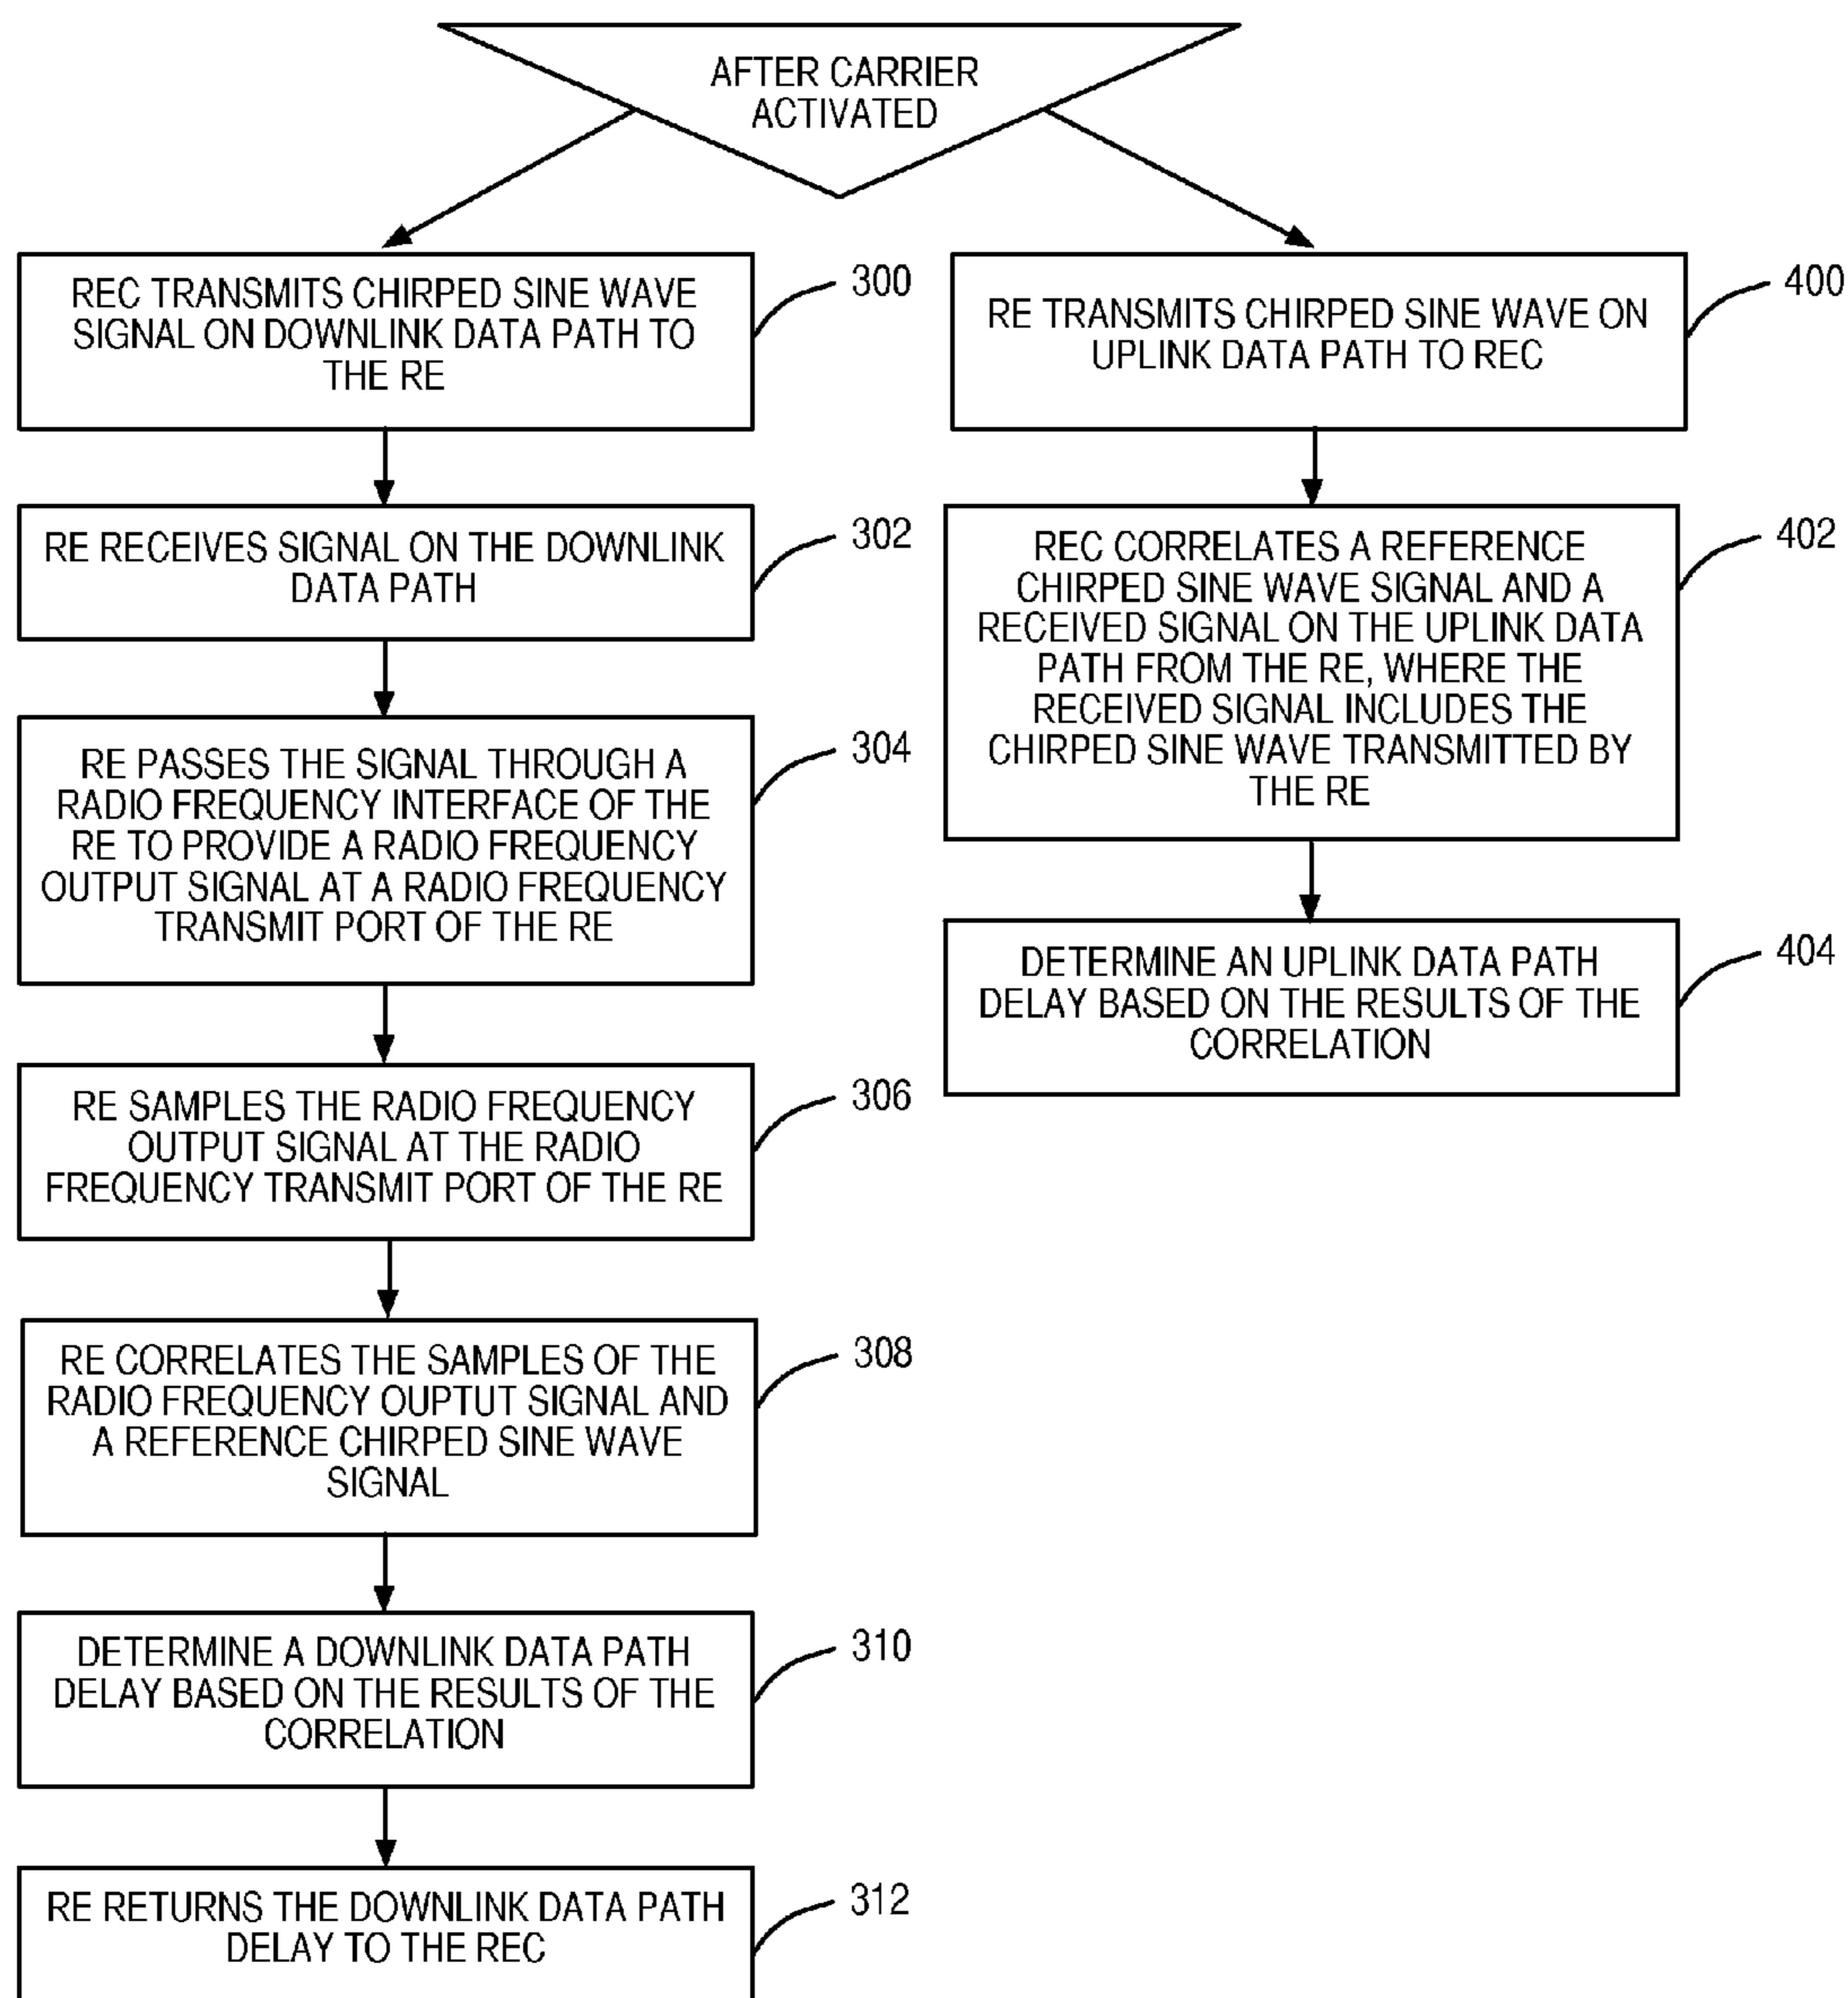 AFTER CARRIER
ACTIVATED
REC TRANSMITS CHIRPED SINE WAVE
SIGNAL ON DOWNLINK DATA PATH TO
THE RE
300
RE RECEIVES SIGNAL ON THE DOWNLINK
DATA PATH
302
RE PASSES THE SIGNAL THROUGH A
RADIO FREQUENCY INTERFACE OF THE
RE TO PROVIDE A RADIO FREQUENCY
OUTPUT SIGNAL AT A RADIO FREQUENCY
TRANSMIT PORT OF THE RE
304
RE SAMPLES THE RADIO FREQUENCY
OUTPUT SIGNAL AT THE RADIO
FREQUENCY TRANSMIT PORT OF THE RE
306
RE CORRELATES THE SAMPLES OF THE
RADIO FREQUENCY OUPTUT SIGNAL AND
A REFERENCE CHIRPED SINE WAVE
SIGNAL
308
DETERMINE A DOWNLINK DATA PATH
DELAY BASED ON THE RESULTS OF THE
CORRELATION
310
RE RETURNS THE DOWNLINK DATA PATH
DELAY TO THE REC
312
RE TRANSMITS CHIRPED SINE WAVE ON
UPLINK DATA PATH TO REC
400
REC CORRELATES A REFERENCE
CHIRPED SINE WAVE SIGNAL AND A
RECEIVED SIGNAL ON THE UPLINK DATA
PATH FROM THE RE, WHERE THE
RECEIVED SIGNAL INCLUDES THE
CHIRPED SINE WAVE TRANSMITTED BY
THE RE
402
DETERMINE AN UPLINK DATA PATH
DELAY BASED ON THE RESULTS OF THE
CORRELATION
404